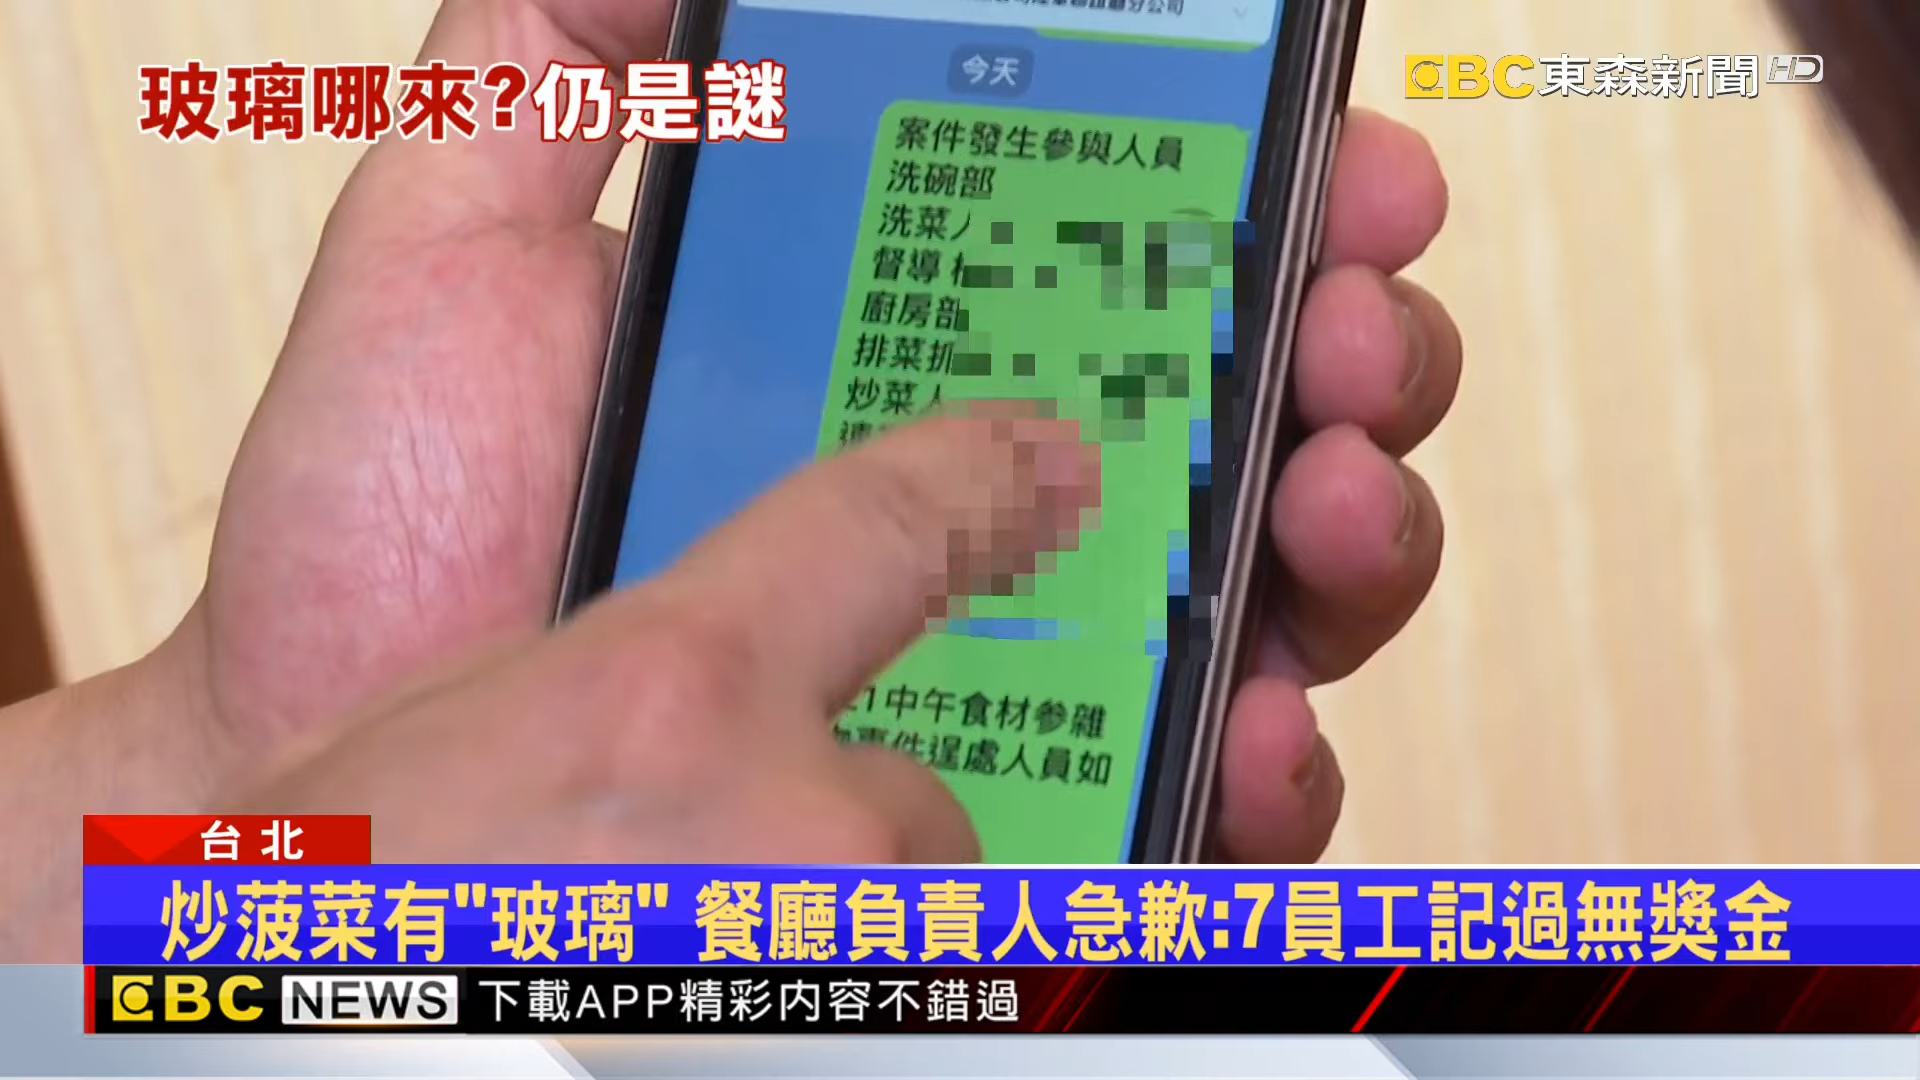 玻璃哪來?仍是謎
EBC東森新聞HD
今天
案件發生參與人員
洗碗部
洗菜
督導
廚房部
排菜抓
炒菜人
1中午食材參雜
事件逞處人員如
台北
炒菠菜有"玻璃" 餐廳負責人急歉:7員工記過無獎金
EBC NEWS 下載APP精彩內容不錯過